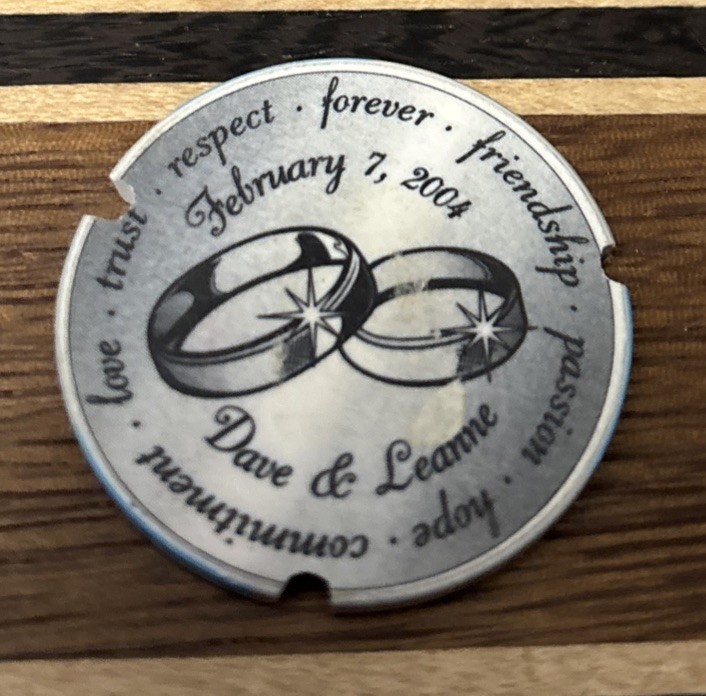 love · trust · respect · forever · friendship · passion · hope · commitment ·
February 7, 2004
Dave & Leanne